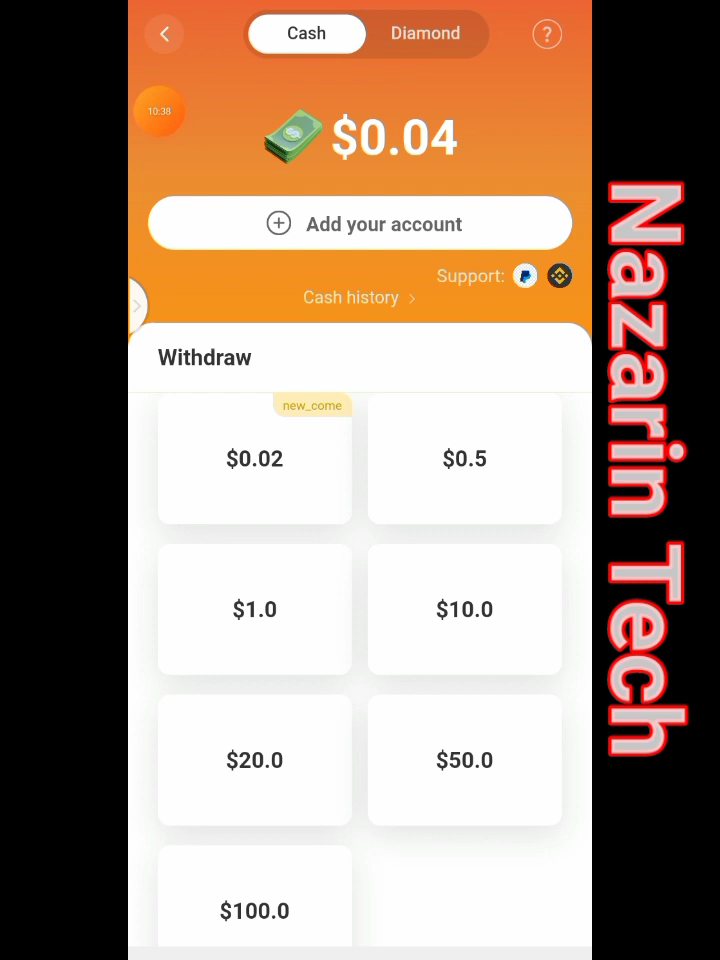 Cash
Diamond
?
10:38
$0.04
Add your account
Support:
Cash history
Withdraw
new_come
$0.02
$0.5
$1.0
$10.0
$20.0
$50.0
$100.0
Nazarin Tech